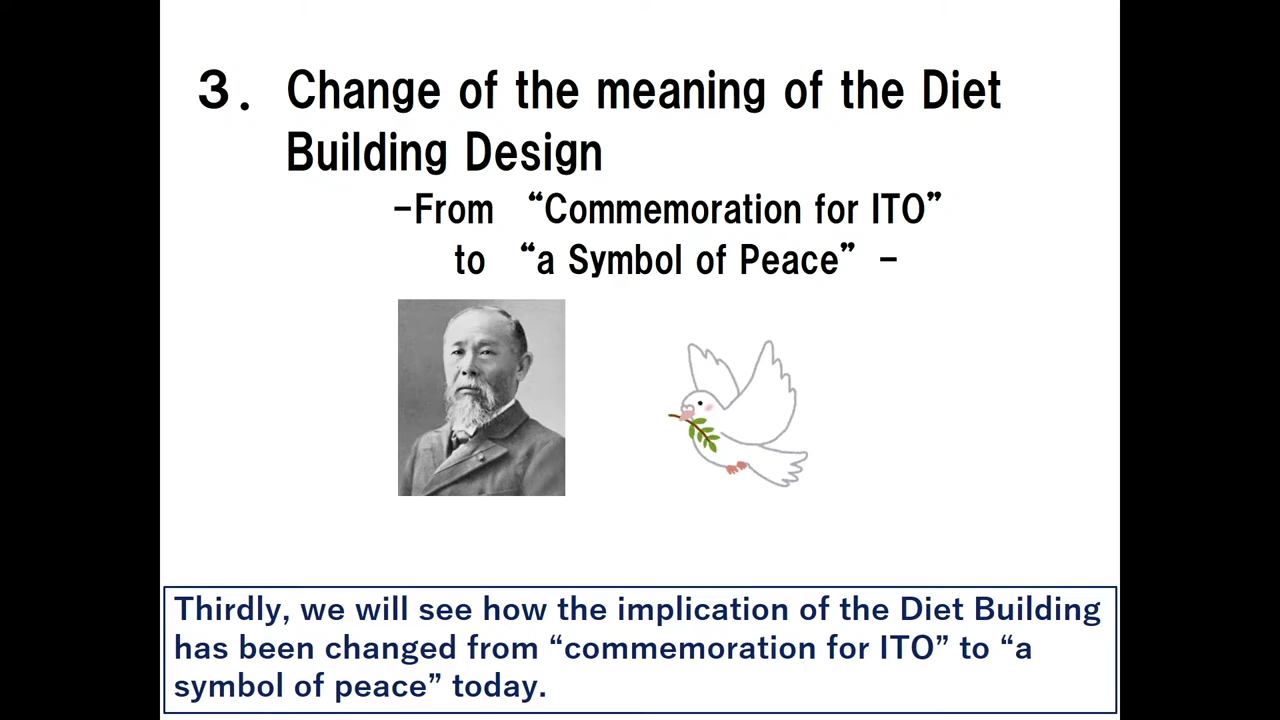 ３． Change of the meaning of the Diet
Building Design
−From “Commemoration for ITO”
to “a Symbol of Peace” −
Thirdly, we will see how the implication of the Diet Building
has been changed from “commemoration for ITO” to “a
symbol of peace” today.